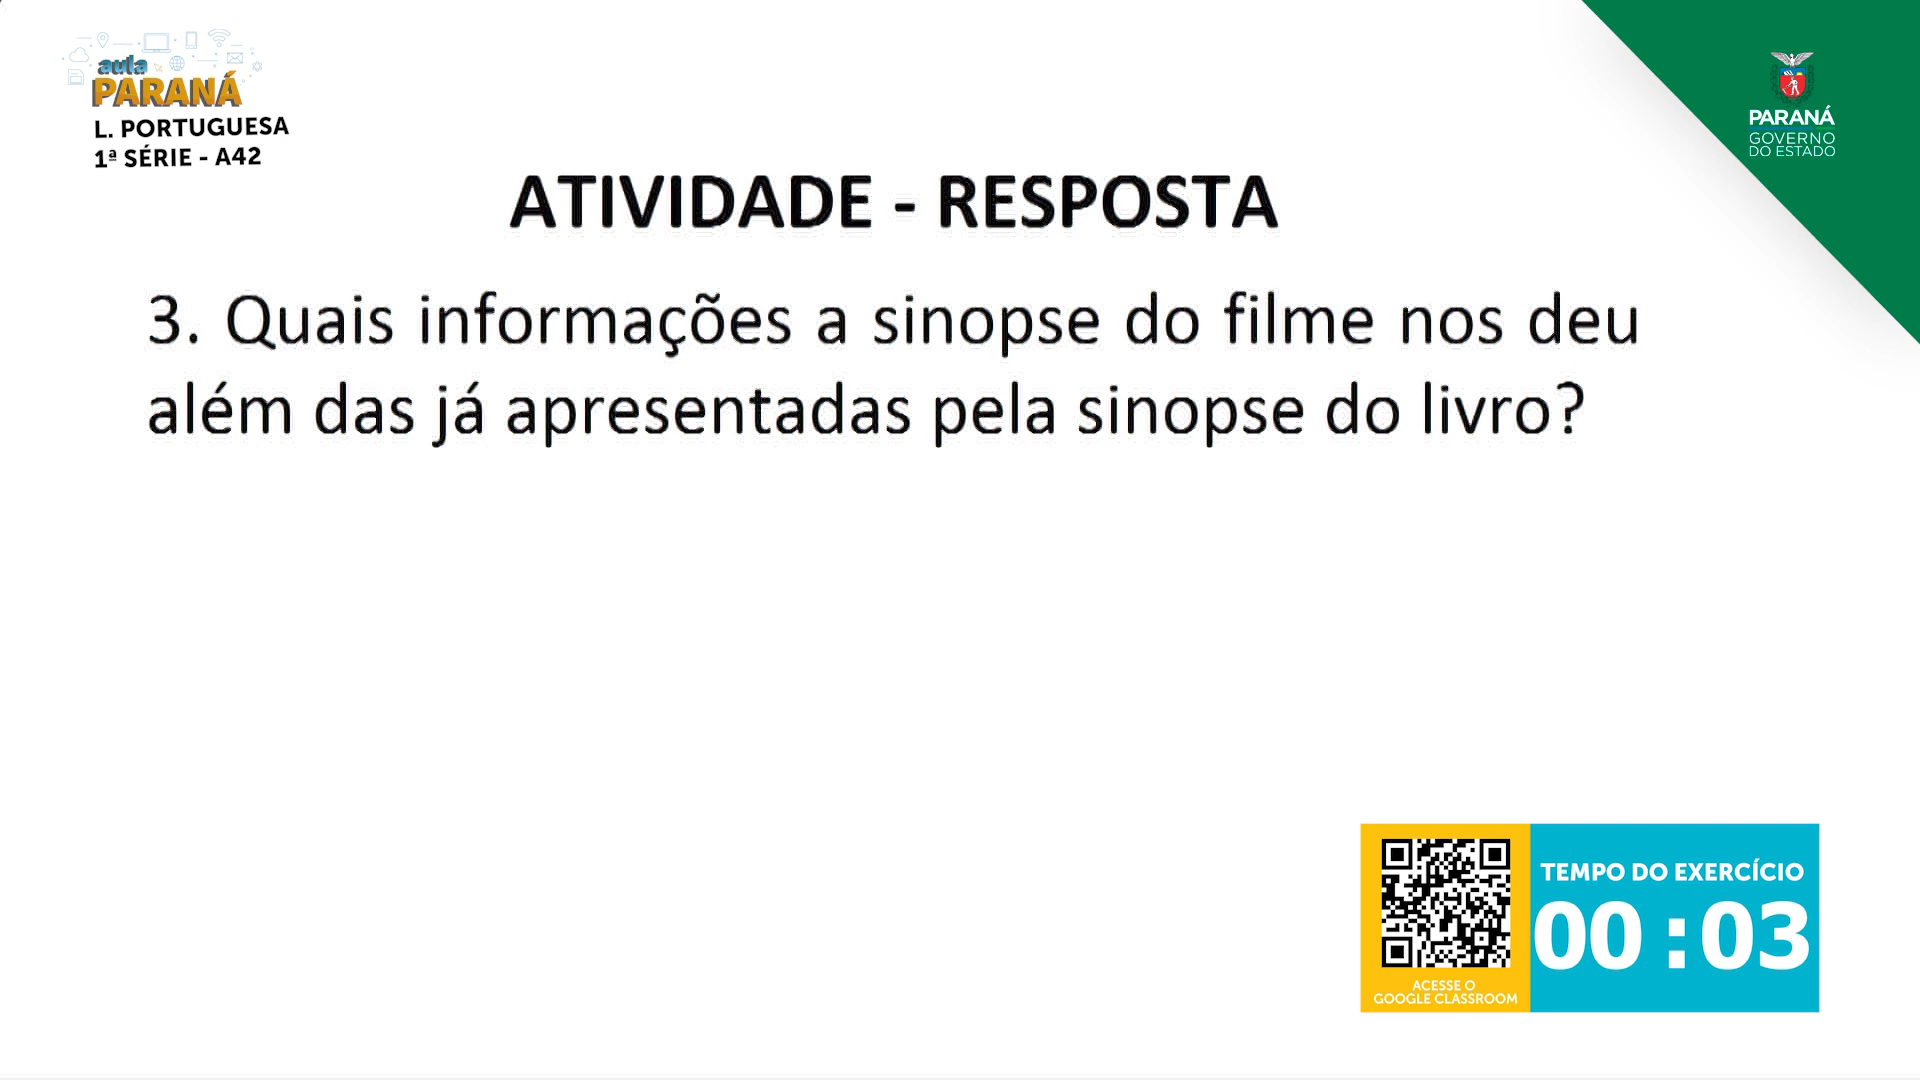 aula
PARANÁ
L. PORTUGUESA
1ª SÉRIE - A42
PARANÁ
GOVERNO
DO ESTADO
ATIVIDADE - RESPOSTA
3. Quais informações a sinopse do filme nos deu
além das já apresentadas pela sinopse do livro?
ACESSE O
GOOGLE CLASSROOM
TEMPO DO EXERCÍCIO
00 : 03